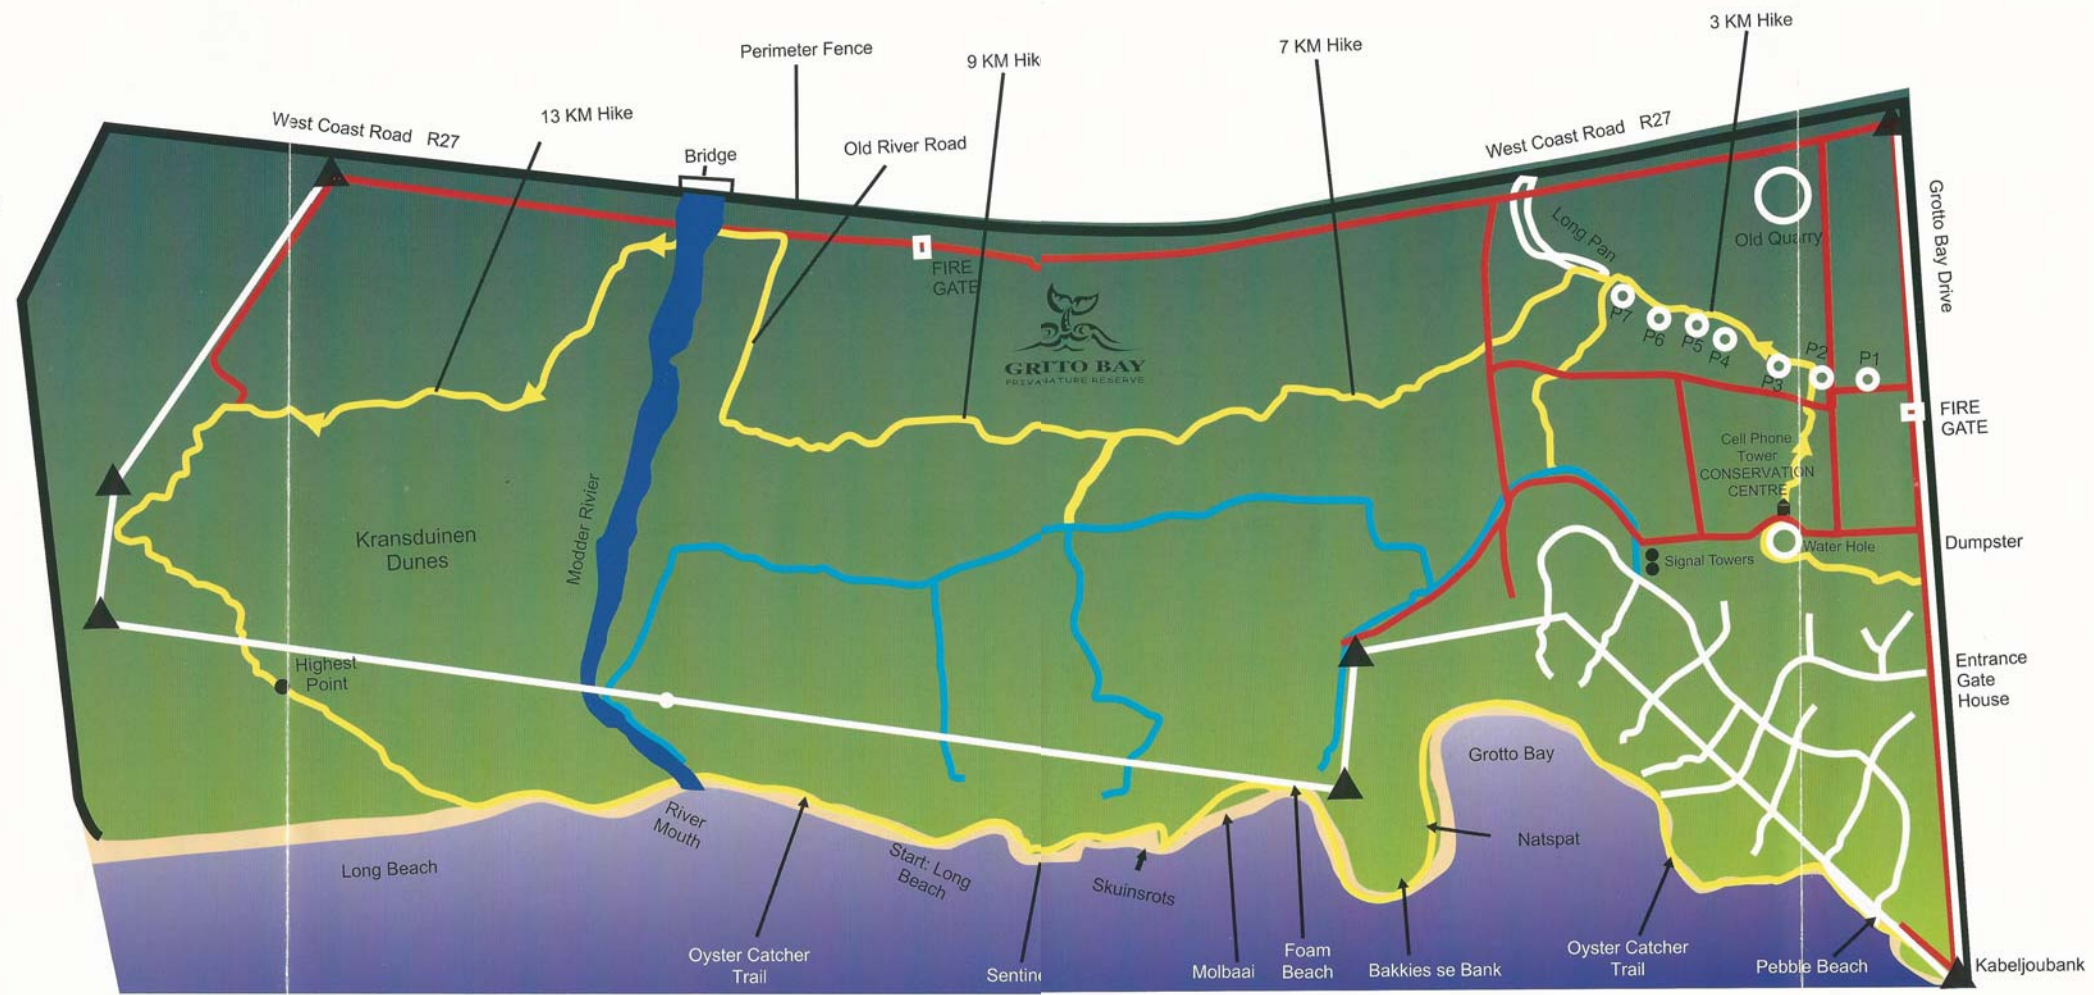 3 KM Hike
7 KM Hike
Perimeter Fence
9 KM Hik
13 KM Hike
West Coast Road R27
West Coast Road R27
Old River Road
Bridge
Grotto Bay Drive
Long Pan
Old Quarry
FIRE
GATE
P7
P6
P5
P4
P3
P2
P1
GRITO BAY
FIRE
GATE
Cell Phone
Tower
CONSERVATION
CENTRE
Modder Rivier
Kransduinen
Dunes
Water Hole
Dumpster
Signal Towers
Highest
Point
Entrance
Gate
House
Grotto Bay
River
Mouth
Natspat
Long Beach
Start: Long
Beach
Skuinsrots
Oyster Catcher
Trail
Sentine
Molbaai
Foam
Beach
Bakkies se Bank
Oyster Catcher
Trail
Pebble Beach
Kabeljoubank